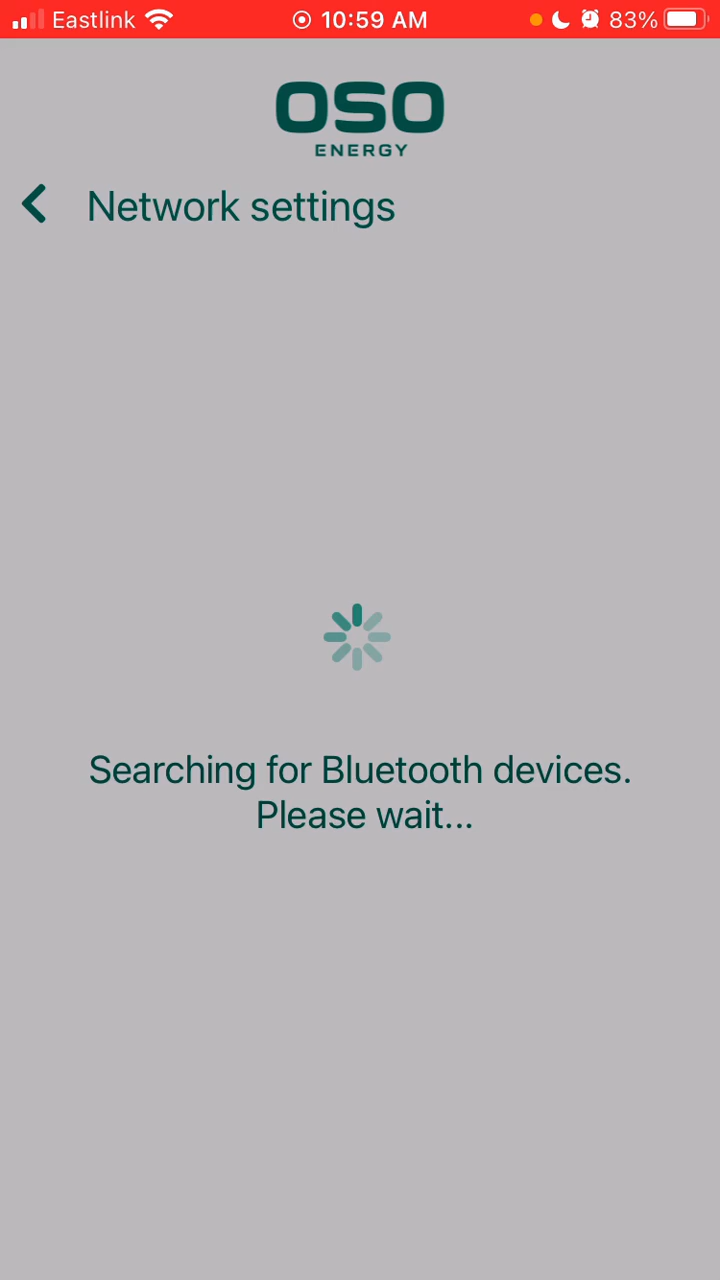 Eastlink 10:59 AM 83%
OSO
ENERGY
Network settings
Searching for Bluetooth devices.
Please wait...